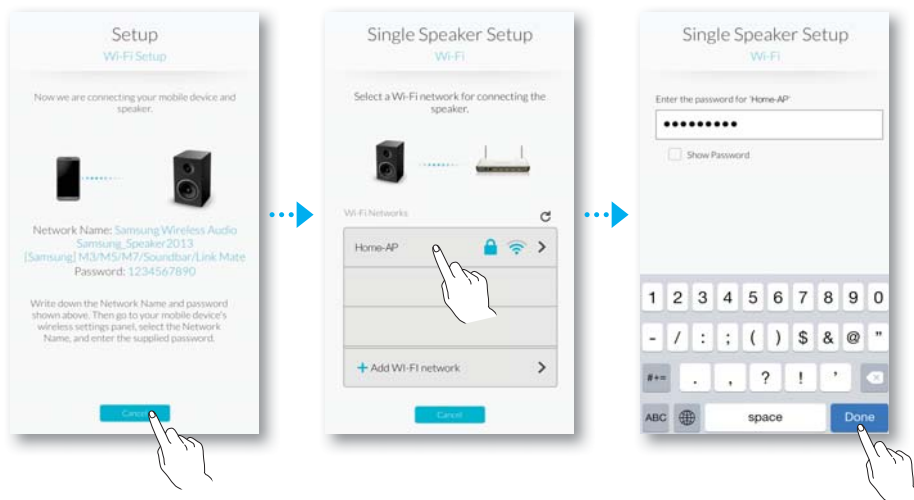 Setup
Wi-Fi Setup
Now we are connecting your mobile device and
speaker.
Network Name: Samsung Wireless Audio
Samsung_Speaker2013
[Samsung] M3/M5/M7/Soundbar/Link Mate
Password: 1234567890
Write down the Network Name and password
shown above. Then go to your mobile device's
wireless settings panel, select the Network
Name, and enter the supplied password.
Cancel
Single Speaker Setup
Wi-Fi
Select a Wi-Fi network for connecting the
speaker.
Wi-Fi Networks
Home-AP
+ Add WI-FI network
Cancel
Single Speaker Setup
Wi-Fi
Enter the password for 'Home-AP'
•••••••••
Show Password
1 2 3 4 5 6 7 8 9 0
- / : ; ( ) $ & @ "
#+= . , ? ! '
ABC space Done